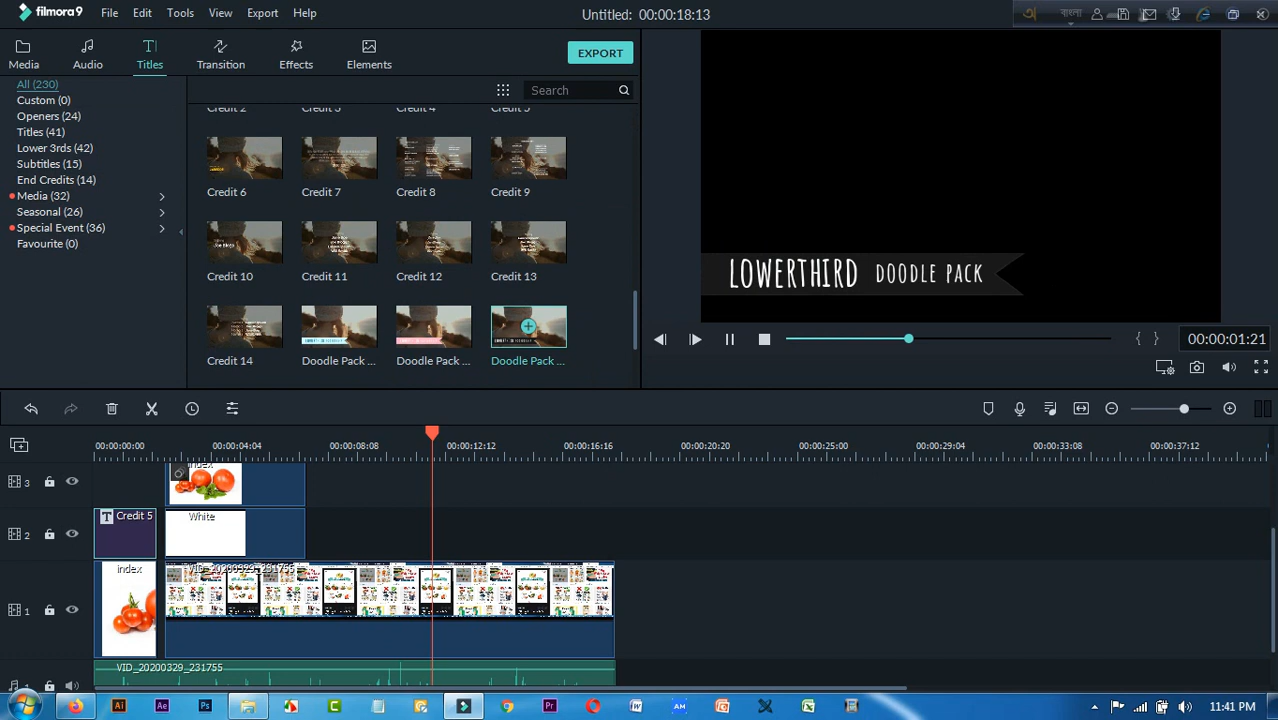 filmora9 File Edit Tools View Export Help Untitled: 00:00:18:13 বাংলা
Media Audio Titles Transition Effects Elements EXPORT
All (230)
Custom (0)
Openers (24)
Titles (41)
Lower 3rds (42)
Subtitles (13)
End Credits (14)
Media (32)
Seasonal (26)
Special Event (36)
Favourite (0)
Search
Credit 2 Credit 3 Credit 4 Credit 5
Credit 6 Credit 7 Credit 8 Credit 9
Credit 10 Credit 11 Credit 12 Credit 13
Credit 14 Doodle Pack ... Doodle Pack ... Doodle Pack ...
LOWERTHIRD DOODLE PACK
{ } 00:00:01:21
00:00:00:00 00:00:04:04 00:00:08:08 00:00:12:12 00:00:16:16 00:00:20:20 00:00:25:00 00:00:29:04 00:00:33:08 00:00:37:12
3 index
2 T Credit 5 White
1 index VID_20200329_231755
VID_20200329_231755
1
Ai Ae Ps C Pr W AM 11:41 PM